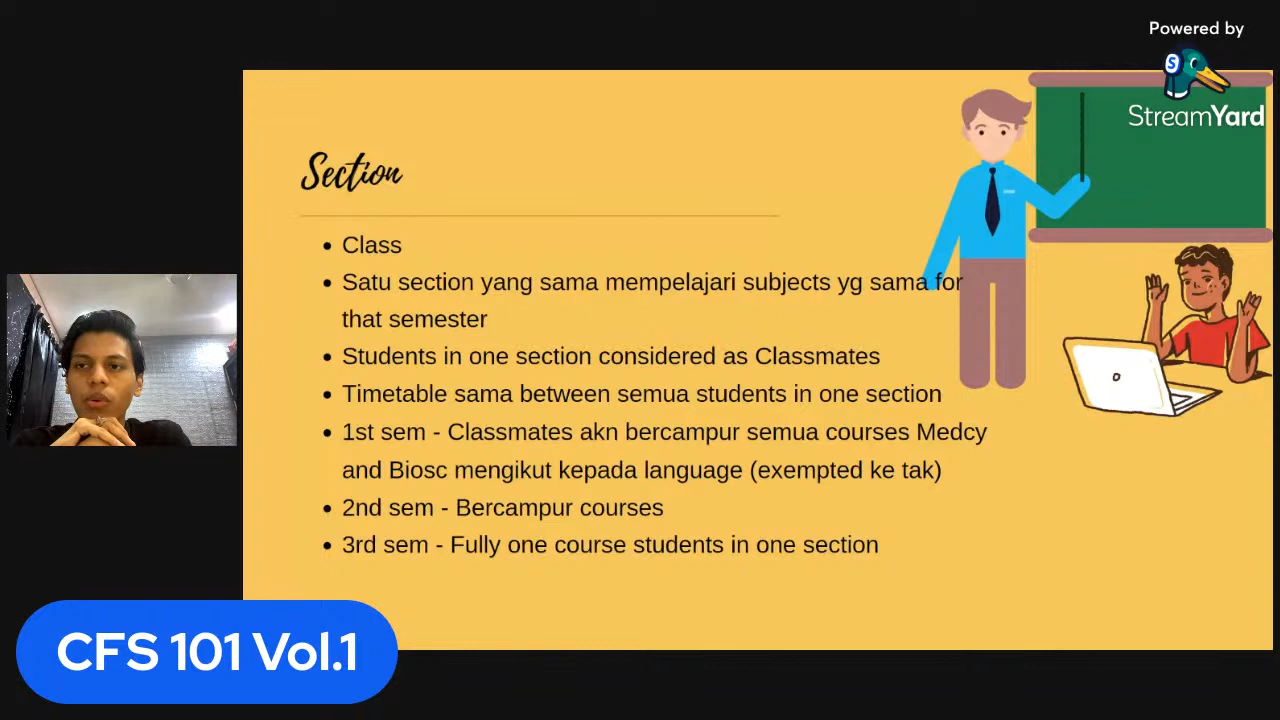 Powered by
S
StreamYard
Section
Class
Satu section yang sama mempelajari subjects yg sama for
that semester
Students in one section considered as Classmates
Timetable sama between semua students in one section
1st sem - Classmates akn bercampur semua courses Medcy
and Biosc mengikut kepada language (exempted ke tak)
2nd sem - Bercampur courses
3rd sem - Fully one course students in one section
CFS 101 Vol.1